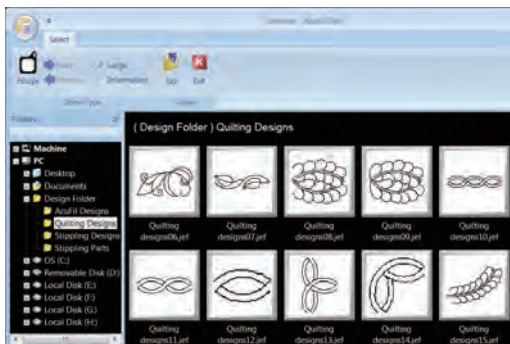 Select
Hoops
Large
Information
Up
Exit
Folders
( Design Folder ) Quilting Designs
Machine
PC
Desktop
Documents
Design Folder
AcuFil Designs
Quilting Designs
Stippling Designs
Stippling Parts
OS (C:)
Removable Disk (D:)
Local Disk (E:)
Local Disk (F:)
Local Disk (G:)
Local Disk (H:)
Quilting
designs06.jef
Quilting
designs07.jef
Quilting
designs08.jef
Quilting
designs09.jef
Quilting
designs10.jef
Quilting
designs11.jef
Quilting
designs12.jef
Quilting
designs13.jef
Quilting
designs14.jef
Quilting
designs15.jef